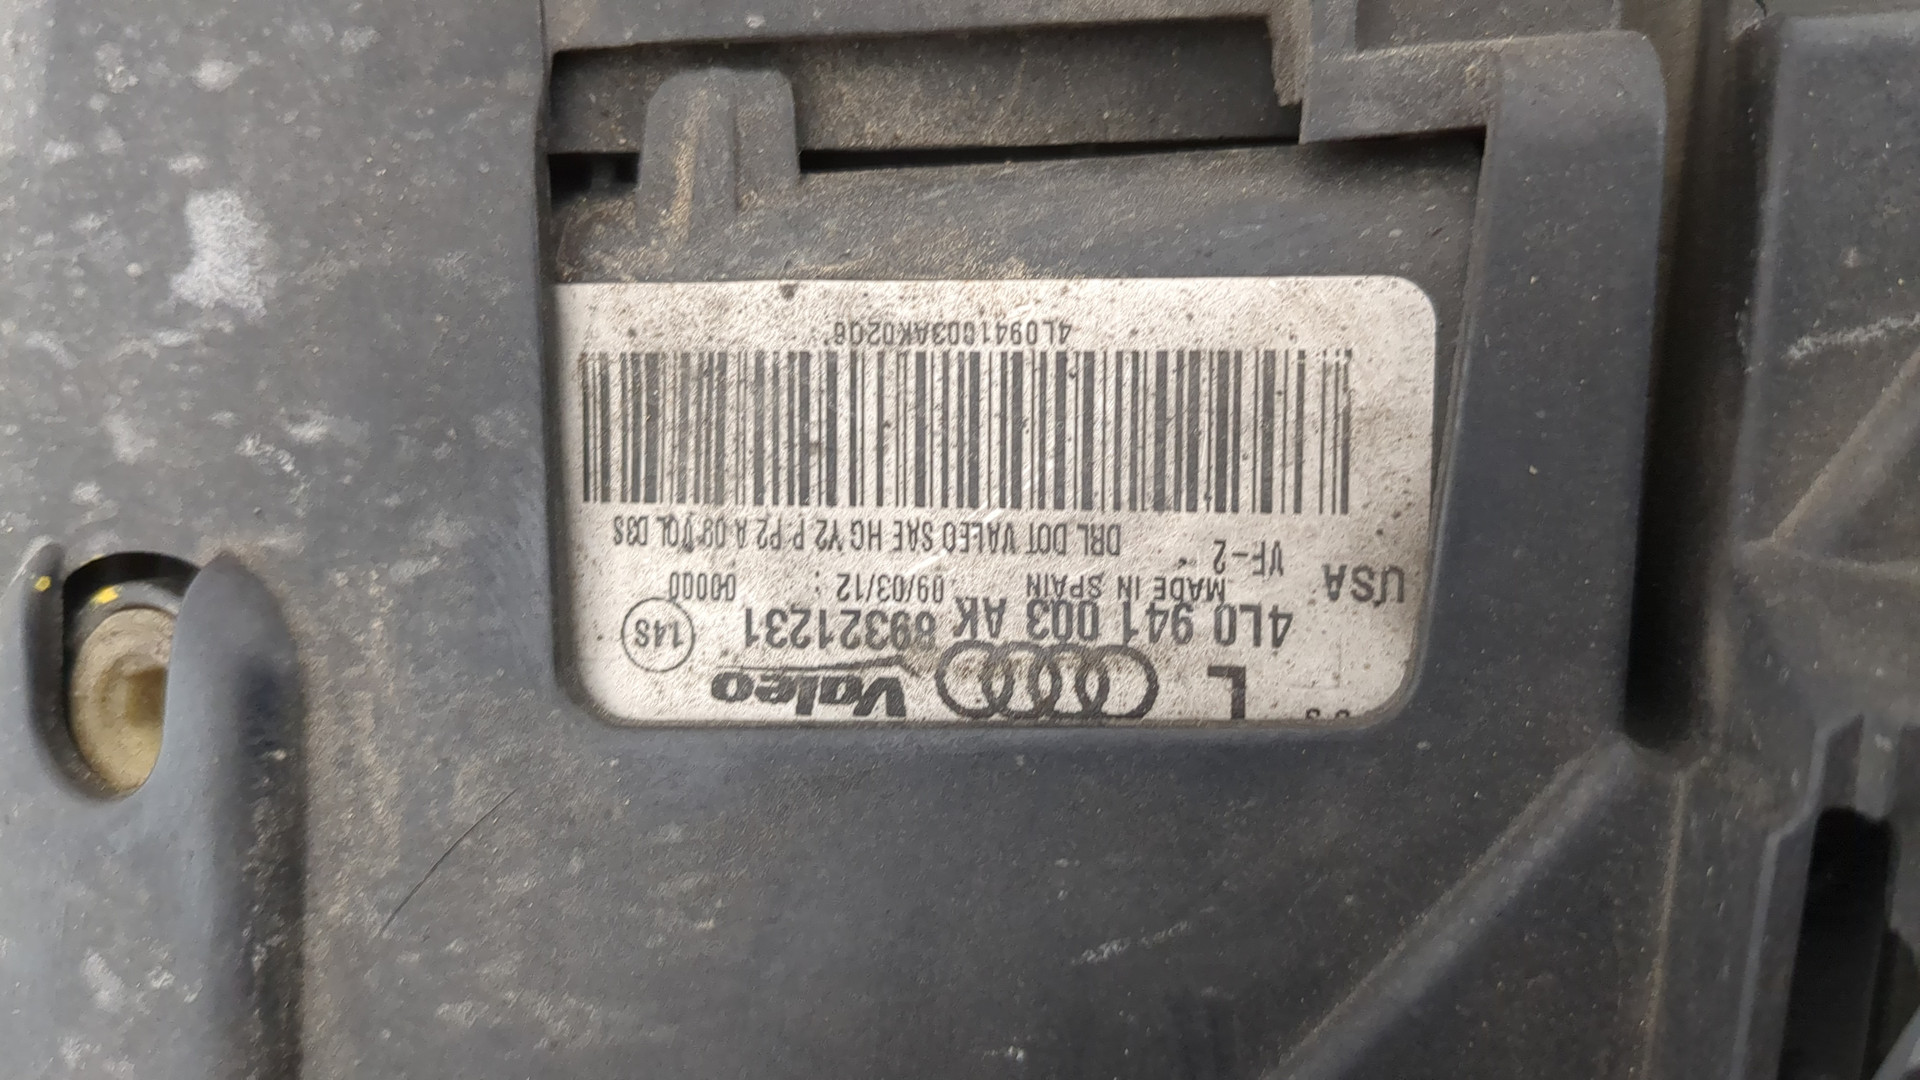 L Valeo
4L0 941 003 AK 89321231 14S
USA MADE IN SPAIN 09/03/12 : 00000
VF-2 DRL DOT VALEO SAE HG Y2 P P2 A 09 VOL D3S
4L0941003AK0206